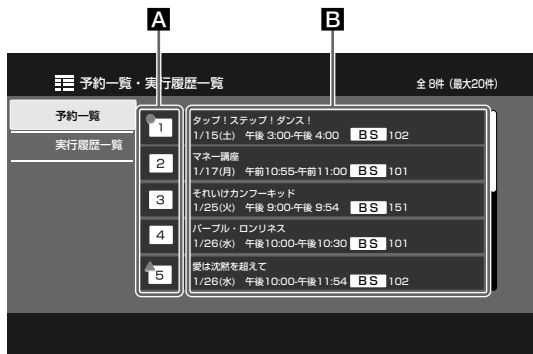 A
B
予約一覧・実行履歴一覧
全 8件 (最大20件)
予約一覧
実行履歴一覧
1
タップ！ステップ！ダンス！
1/15(土) 午後 3:00-午後 4:00 BS 102
2
マネー講座
1/17(月) 午前10:55-午前11:00 BS 101
3
それいけカンフーキッド
1/25(火) 午後 9:00-午後 9:54 BS 151
4
パープル・ロンリネス
1/26(水) 午後10:00-午後10:30 BS 101
5
愛は沈黙を超えて
1/26(水) 午後10:00-午後11:54 BS 102